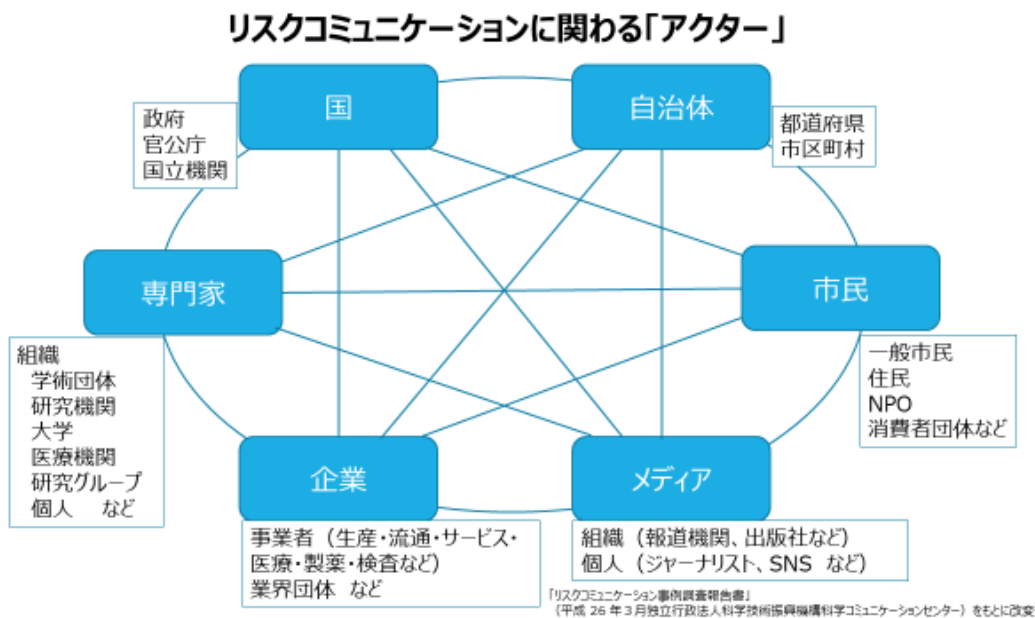 リスクコミュニケーションに関わる「アクター」
国
政府
官公庁
国立機関
自治体
都道府県
市区町村
専門家
組織
学術団体
研究機関
大学
医療機関
研究グループ
個人 など
市民
一般市民
住民
NPO
消費者団体など
企業
事業者（生産・流通・サービス・
医療・製薬・検査など）
業界団体 など
メディア
組織（報道機関、出版社など）
個人（ジャーナリスト、SNS など）
「リスクコミュニケーション事例調査報告書」
（平成 26 年３月独立行政法人科学技術振興機構科学コミュニケーションセンター）をもとに改変